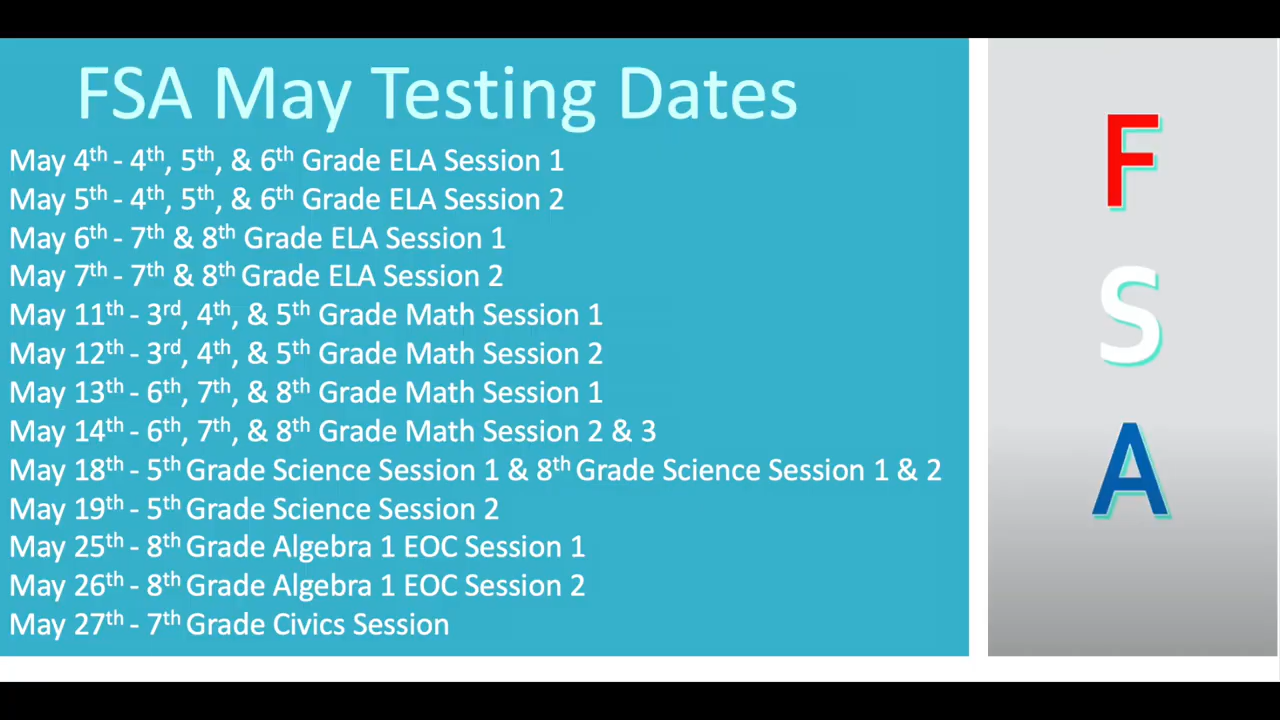 FSA May Testing Dates
May 4th - 4th, 5th, & 6th Grade ELA Session 1
May 5th - 4th, 5th, & 6th Grade ELA Session 2
May 6th - 7th & 8th Grade ELA Session 1
May 7th - 7th & 8th Grade ELA Session 2
May 11th - 3rd, 4th, & 5th Grade Math Session 1
May 12th - 3rd, 4th, & 5th Grade Math Session 2
May 13th - 6th, 7th, & 8th Grade Math Session 1
May 14th - 6th, 7th, & 8th Grade Math Session 2 & 3
May 18th - 5th Grade Science Session 1 & 8th Grade Science Session 1 & 2
May 19th - 5th Grade Science Session 2
May 25th - 8th Grade Algebra 1 EOC Session 1
May 26th - 8th Grade Algebra 1 EOC Session 2
May 27th - 7th Grade Civics Session
F
S
A